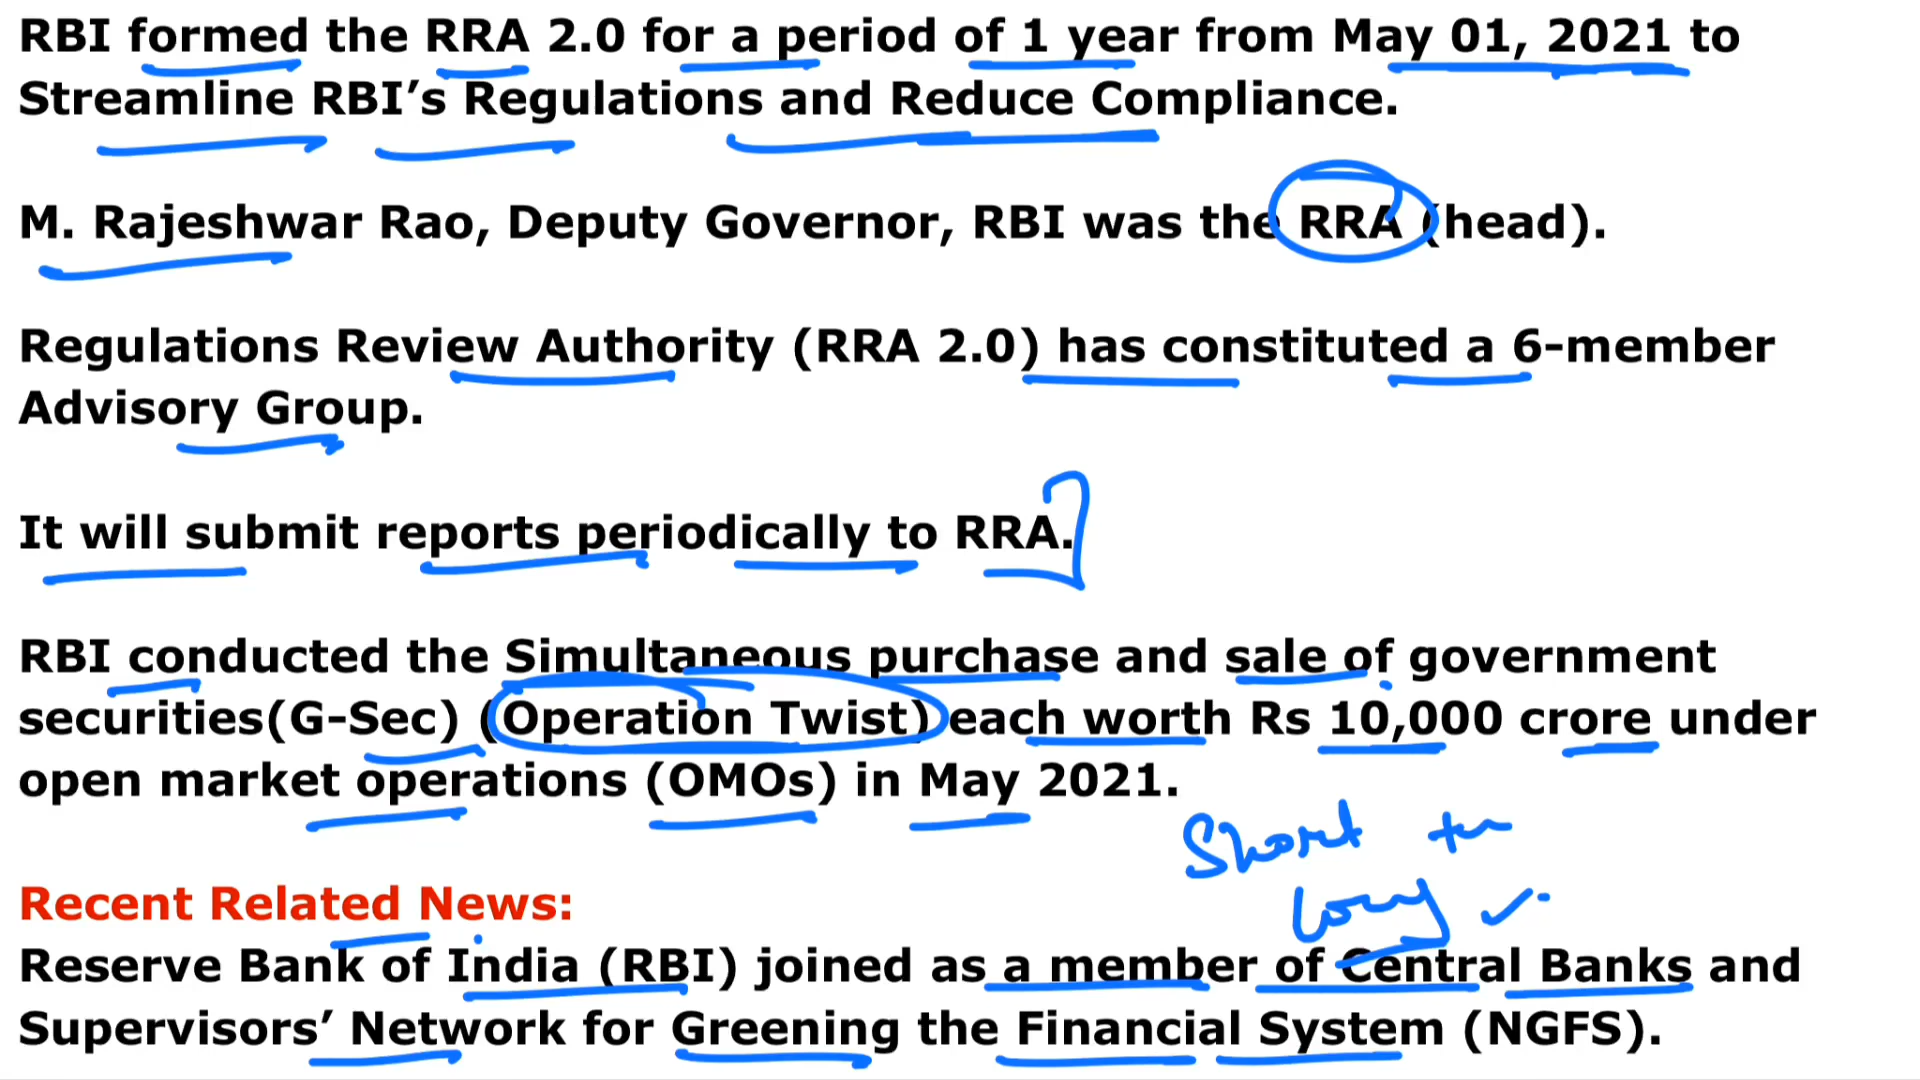 RBI formed the RRA 2.0 for a period of 1 year from May 01, 2021 to
Streamline RBI’s Regulations and Reduce Compliance.
M. Rajeshwar Rao, Deputy Governor, RBI was the RRA (head).
Regulations Review Authority (RRA 2.0) has constituted a 6-member
Advisory Group.
It will submit reports periodically to RRA.
RBI conducted the Simultaneous purchase and sale of government
securities(G-Sec) (Operation Twist) each worth Rs 10,000 crore under
open market operations (OMOs) in May 2021.
Short
Long
Recent Related News:
Reserve Bank of India (RBI) joined as a member of Central Banks and
Supervisors’ Network for Greening the Financial System (NGFS).